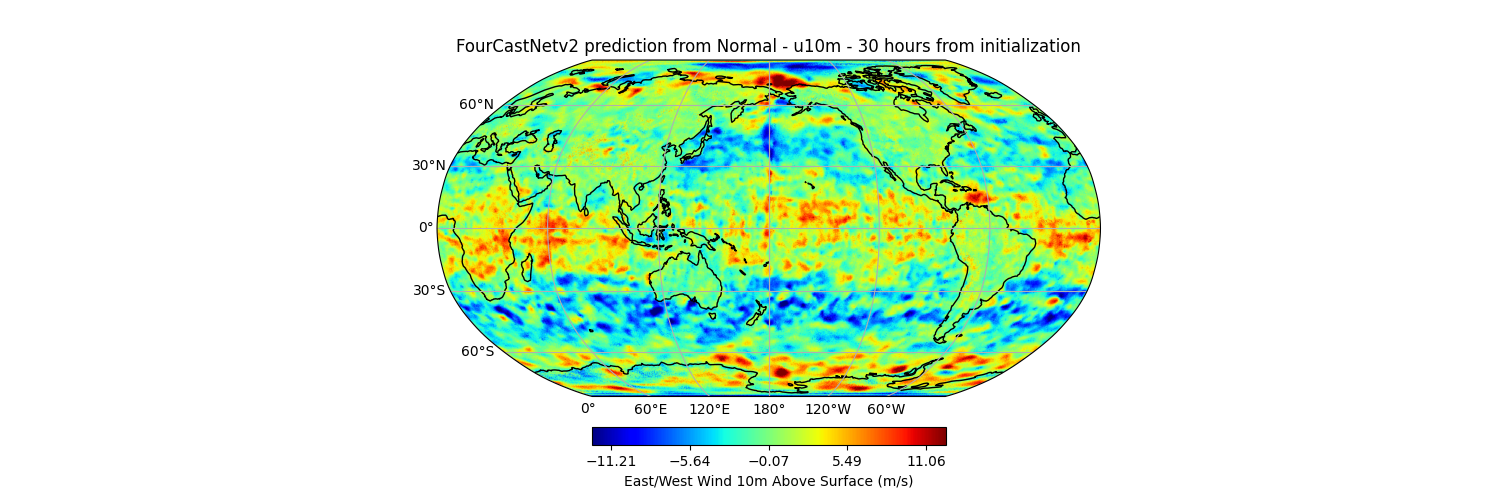 FourCastNetv2 prediction from Normal - u10m - 30 hours from initialization
60°N
30°N
0°
30°S
60°S
0° 60°E 120°E 180° 120°W 60°W
−11.21 −5.64 −0.07 5.49 11.06
East/West Wind 10m Above Surface (m/s)